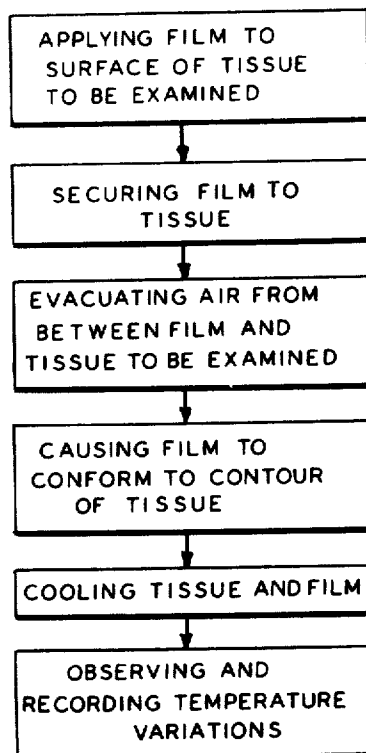 APPLYING FILM TO
SURFACE OF TISSUE
TO BE EXAMINED
SECURING FILM TO
TISSUE
EVACUATING AIR FROM
BETWEEN FILM AND
TISSUE TO BE EXAMINED
CAUSING FILM TO
CONFORM TO CONTOUR
OF TISSUE
COOLING TISSUE AND FILM
OBSERVING AND
RECORDING TEMPERATURE
VARIATIONS